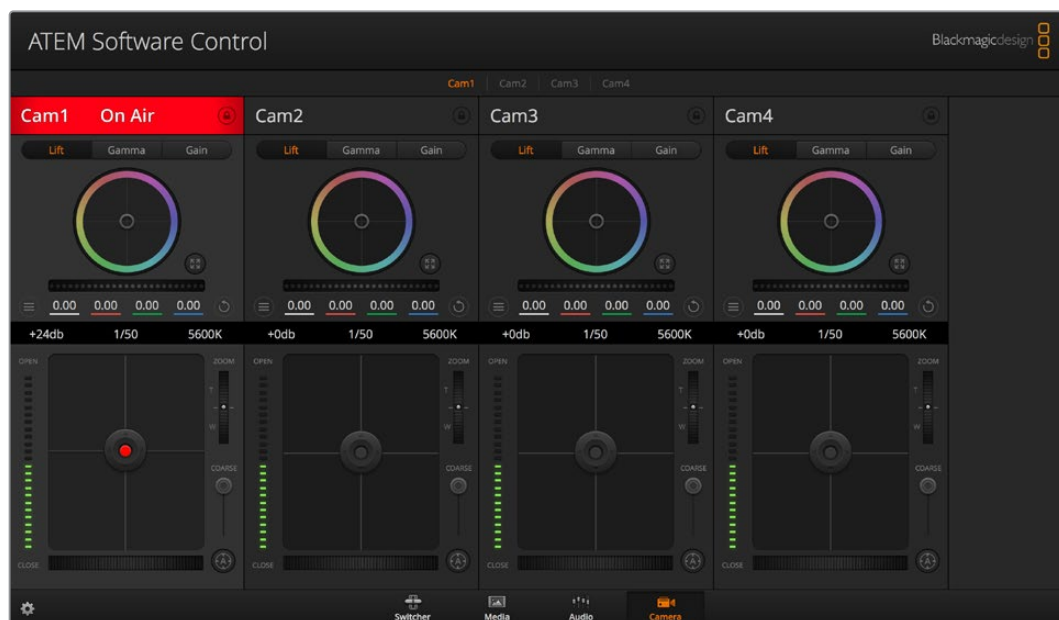 ATEM Software Control
Blackmagicdesign
Cam1 Cam2 Cam3 Cam4
Cam1 On Air Cam2 Cam3 Cam4
Lift Gamma Gain Lift Gamma Gain Lift Gamma Gain Lift Gamma Gain
0.00 0.00 0.00 0.00 0.00 0.00 0.00 0.00 0.00 0.00 0.00 0.00 0.00 0.00 0.00 0.00
+24db 1/50 5600K +0db 1/50 5600K +0db 1/50 5600K +0db 1/50 5600K
OPEN ZOOM OPEN ZOOM OPEN ZOOM OPEN ZOOM
T T T T
W W W W
COARSE COARSE COARSE COARSE
CLOSE A CLOSE A CLOSE A CLOSE A
Switcher Media Audio Camera